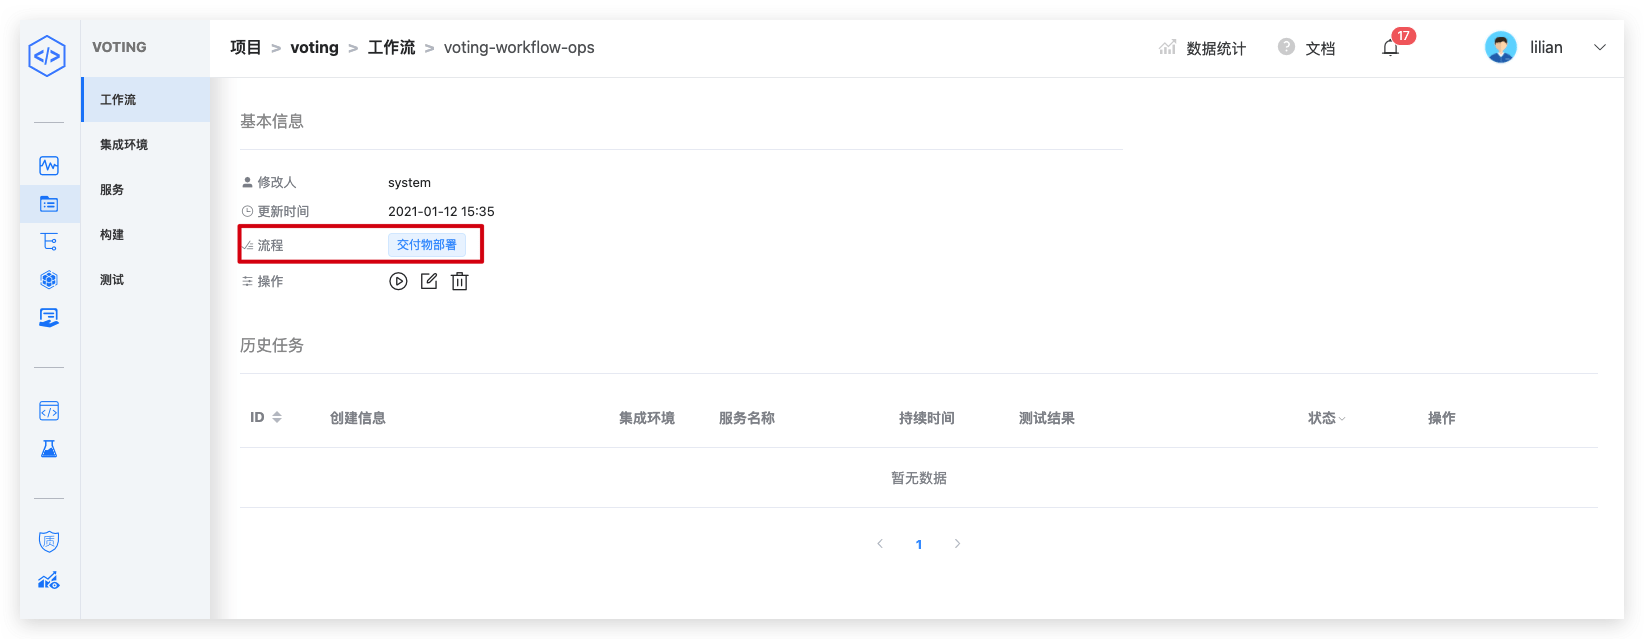 VOTING
项目 > voting > 工作流 > voting-workflow-ops
数据统计
文档
17
lilian
工作流
集成环境
服务
构建
测试
质
基本信息
修改人 system
更新时间 2021-01-12 15:35
流程 交付物部署
操作
历史任务
ID 创建信息 集成环境 服务名称 持续时间 测试结果 状态 操作
暂无数据
1